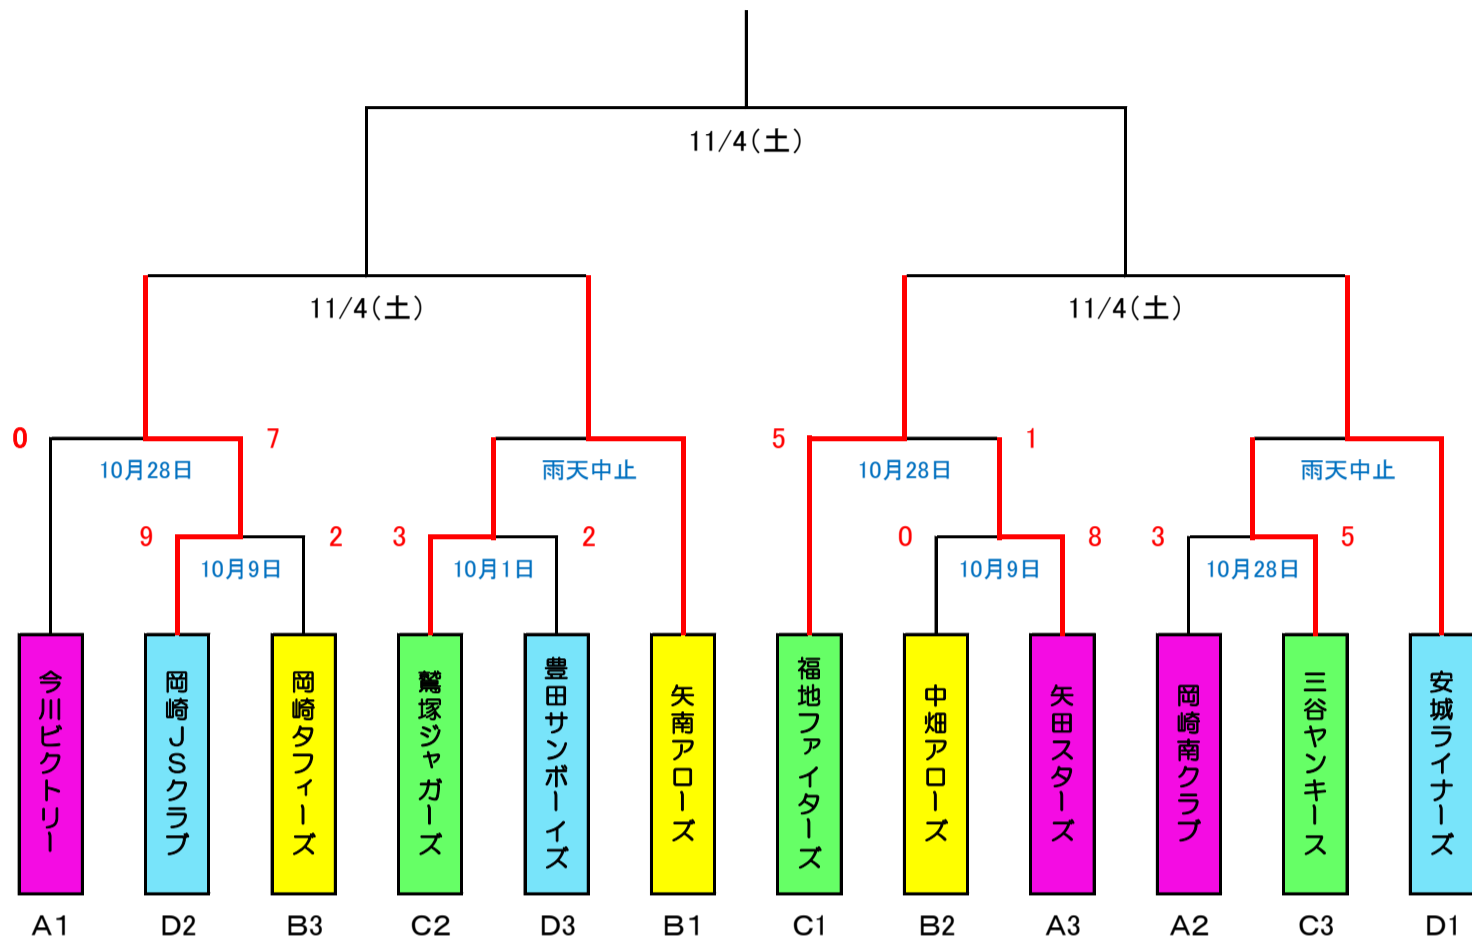 11/4(土)
11/4(土)
11/4(土)
0
7
5
1
10月28日
雨天中止
10月28日
雨天中止
9
2
3
2
0
8
3
5
10月9日
10月1日
10月9日
10月28日
今川ビクトリー
岡崎JSクラブ
岡崎タフィーズ
鷲塚ジャガーズ
豊田サンボーイズ
矢南アローズ
福地ファイターズ
中畑アローズ
矢田スターズ
岡崎南クラブ
三谷ヤンキース
安城ライナーズ
A1
D2
B3
C2
D3
B1
C1
B2
A3
A2
C3
D1